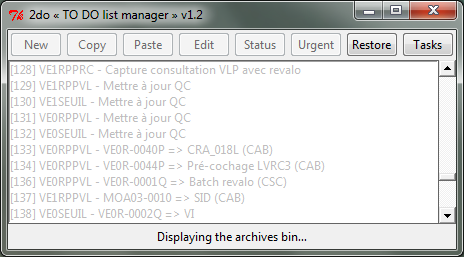 2do « TO DO list manager » v1.2
New Copy Paste Edit Status Urgent Restore Tasks
[128] VE1RPPRC - Capture consultation VLP avec revalo
[129] VE1RPPVL - Mettre à jour QC
[130] VE1SEUIL - Mettre à jour QC
[131] VE0RPPVL - Mettre à jour QC
[132] VE0SEUIL - Mettre à jour QC
[133] VE0RPPVL - VE0R-0040P => CRA_018L (CAB)
[134] VE0RPPVL - VE0R-0044P => Pré-cochage LVRC3 (CAB)
[136] VE0RPPVL - VE0R-0001Q => Batch revalo (CSC)
[137] VE1RPPVL - MOA03-0010 => SID (CAB)
[138] VE0SEUIL - VE0R-0002Q => VI
Displaying the archives bin...